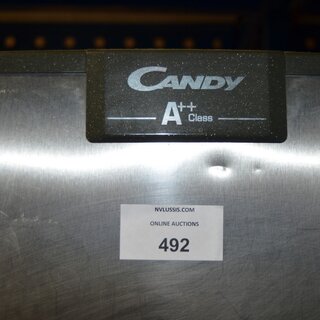 CANDY
A++ Class
NVLUSSIS.COM
ONLINE AUCTIONS
492